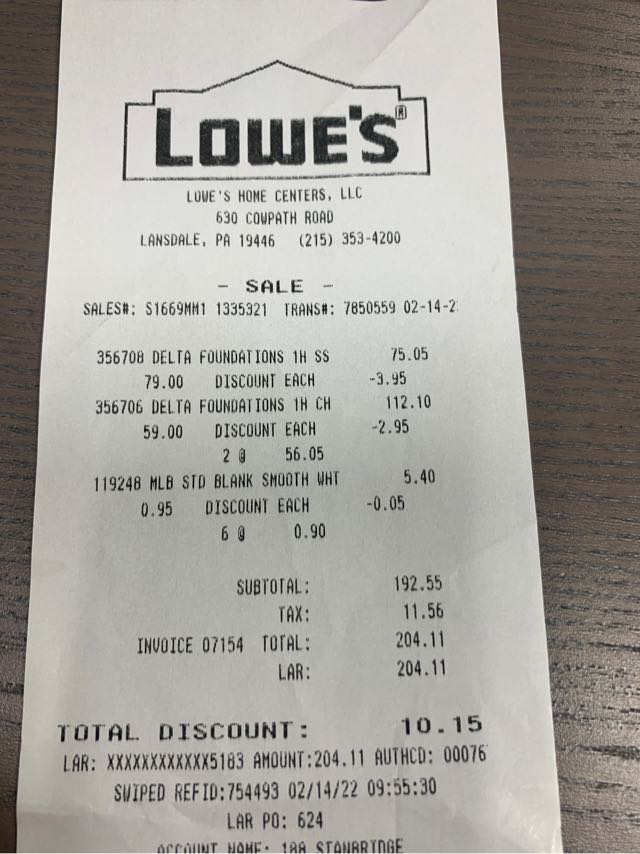 LOWE'S®
LOWE'S HOME CENTERS, LLC
630 COWPATH ROAD
LANSDALE, PA 19446 (215) 353-4200
- SALE -
SALES#: S1669MM1 1335321 TRANS#: 7850559 02-14-2
356708 DELTA FOUNDATIONS 1H SS 75.05
79.00 DISCOUNT EACH -3.95
356706 DELTA FOUNDATIONS 1H CH 112.10
59.00 DISCOUNT EACH -2.95
2 @ 56.05
119248 MLB STD BLANK SMOOTH WHT 5.40
0.95 DISCOUNT EACH -0.05
6 @ 0.90
SUBTOTAL: 192.55
TAX: 11.56
INVOICE 07154 TOTAL: 204.11
LAR: 204.11
TOTAL DISCOUNT: 10.15
LAR: XXXXXXXXXXXX5183 AMOUNT:204.11 AUTHCD: 00076
SWIPED REFID:754493 02/14/22 09:55:30
LAR PO: 624
ACCOUNT NAME: 188 STANBRIDGE